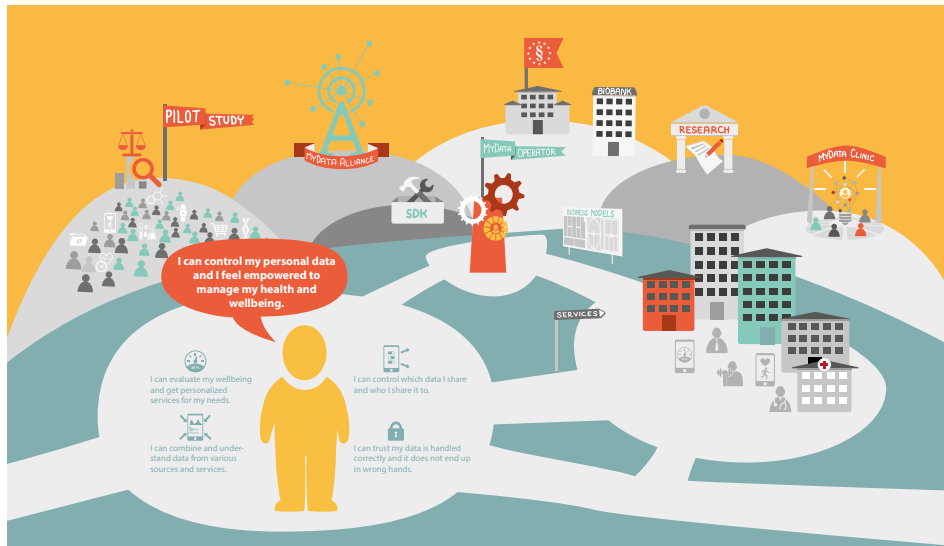 §
BIOBANK
PILOT STUDY
RESEARCH
MYDATA OPERATOR
MYDATA ALLIANCE
MYDATA CLINIC
SDK
BUSINESS MODELS
I can control my personal data
and I feel empowered to
manage my health and
wellbeing.
SERVICES
I can evaluate my wellbeing
and get personalized
services for my needs.
I can control which data I share
and who I share it to.
I can combine and under-
stand data from various
sources and services.
I can trust my data is handled
correctly and it does not end up
in wrong hands.